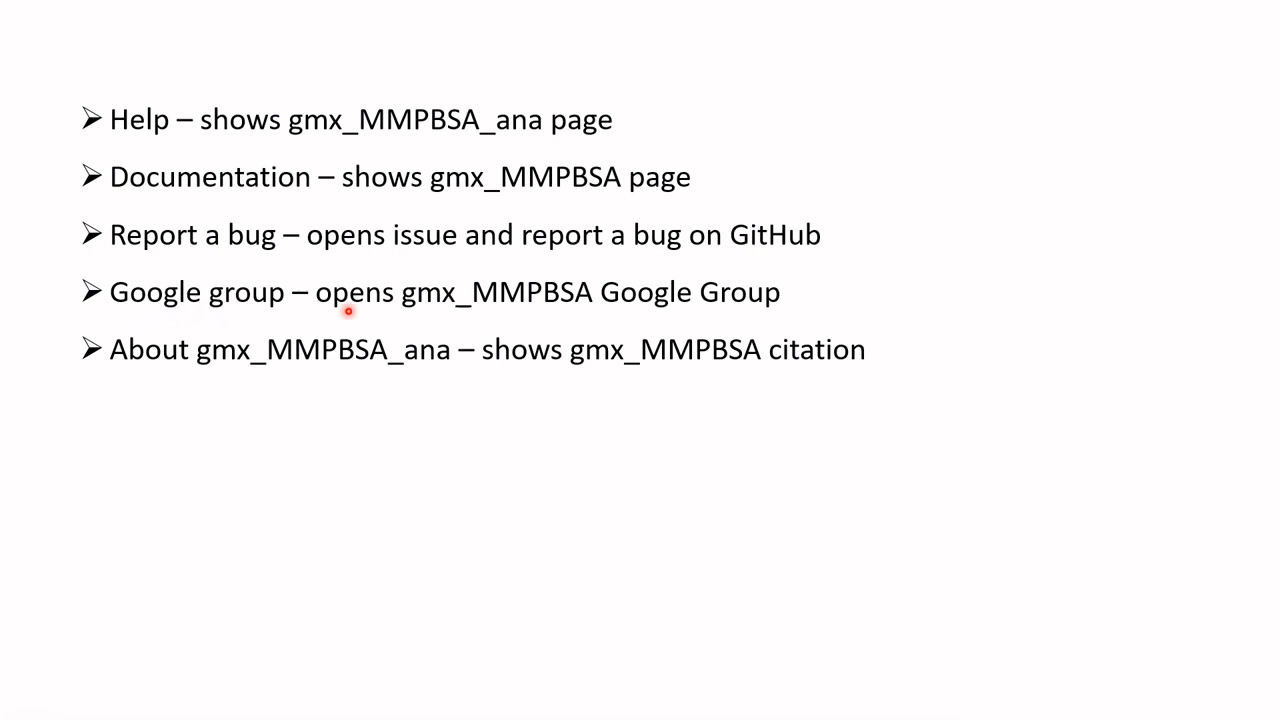 ➢ Help – shows gmx_MMPBSA_ana page
➢ Documentation – shows gmx_MMPBSA page
➢ Report a bug – opens issue and report a bug on GitHub
➢ Google group – opens gmx_MMPBSA Google Group
➢ About gmx_MMPBSA_ana – shows gmx_MMPBSA citation